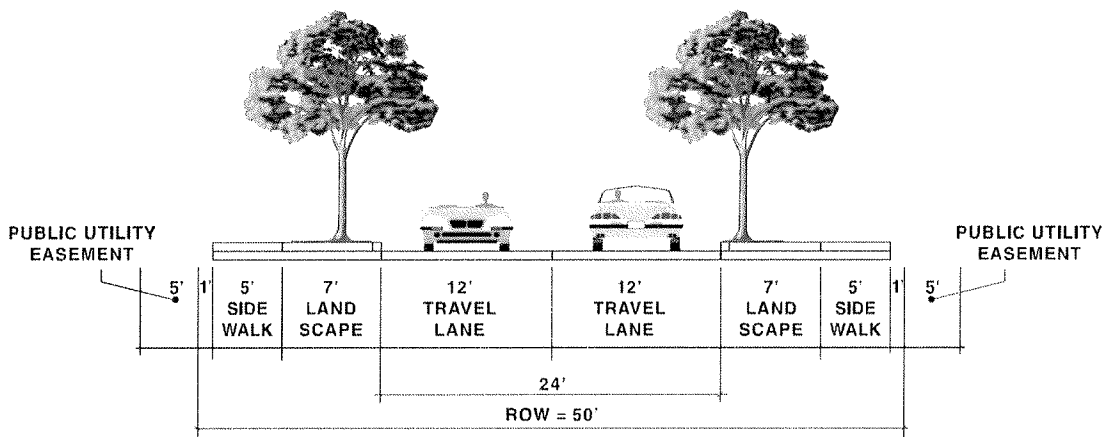 PUBLIC UTILITY
EASEMENT
PUBLIC UTILITY
EASEMENT
5' 1' 5' 7' 12' 12' 7' 5' 1' 5'
SIDE LAND TRAVEL TRAVEL LAND SIDE
WALK SCAPE LANE LANE SCAPE WALK
24'
ROW = 50'